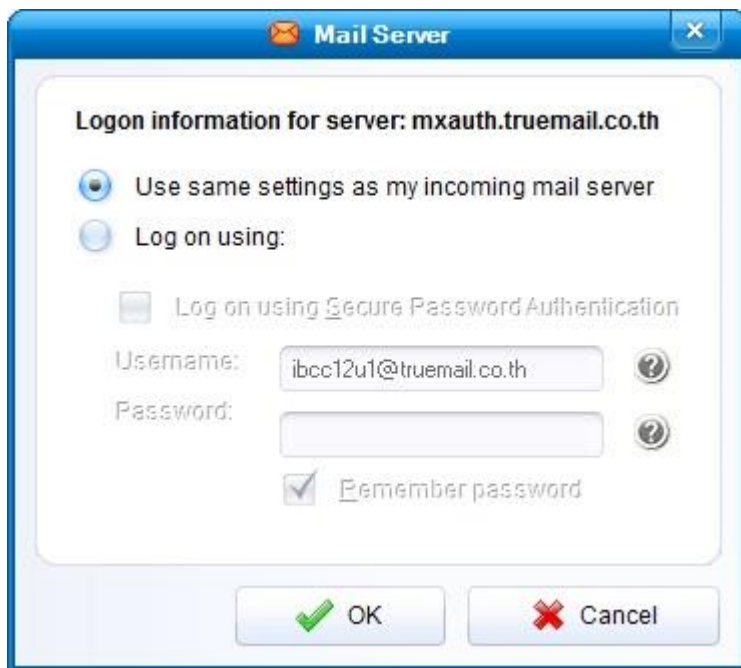 Mail Server
Logon information for server: mxauth.truemail.co.th
Use same settings as my incoming mail server
Log on using:
Log on using Secure Password Authentication
Username: ibcc12u1@truemail.co.th
Password:
Remember password
OK Cancel